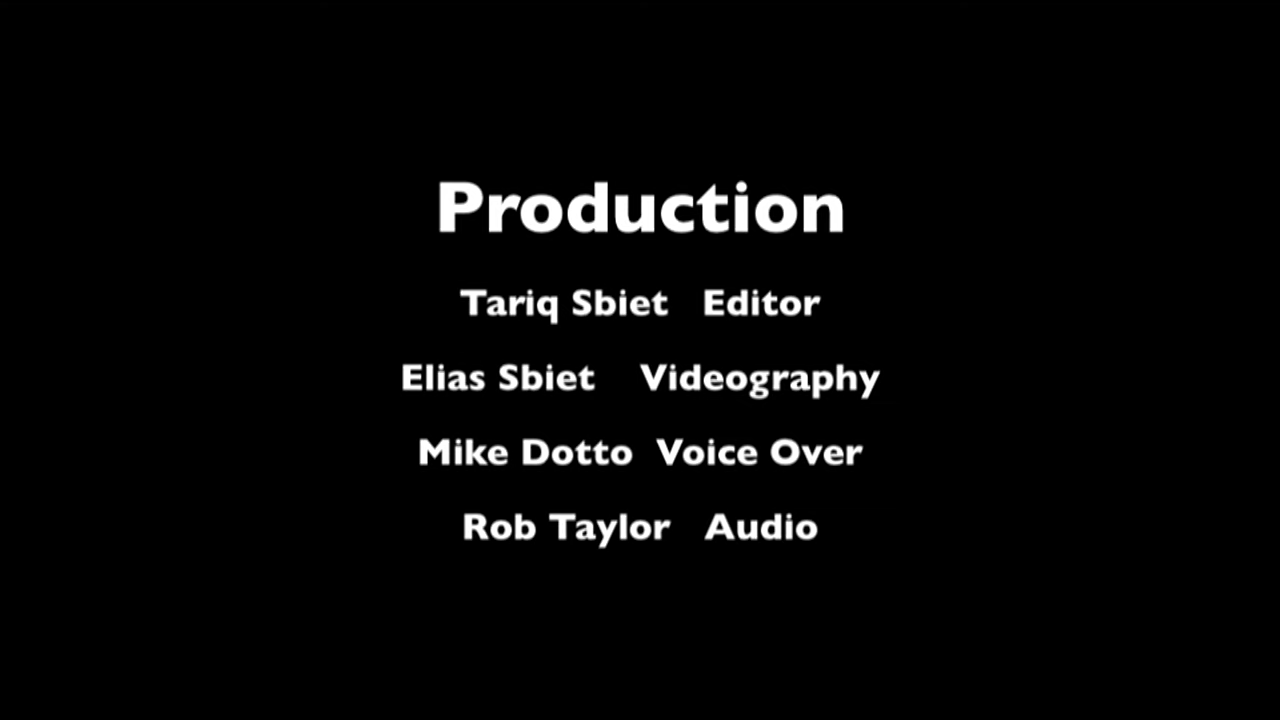 Production
Tariq Sbiet Editor
Elias Sbiet Videography
Mike Dotto Voice Over
Rob Taylor Audio